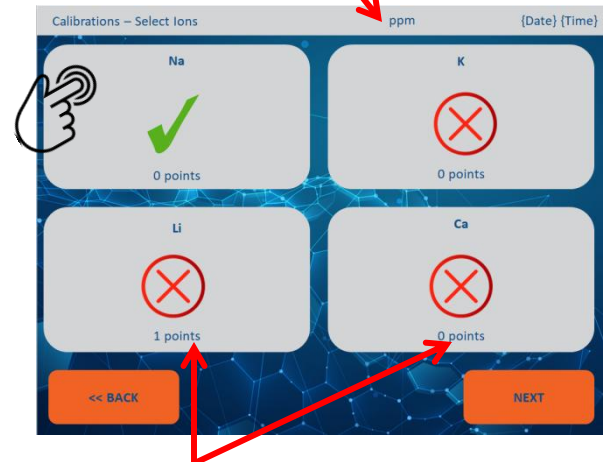 Calibrations – Select Ions ppm {Date} {Time}
Na K
0 points 0 points
Li Ca
1 points 0 points
<< BACK NEXT